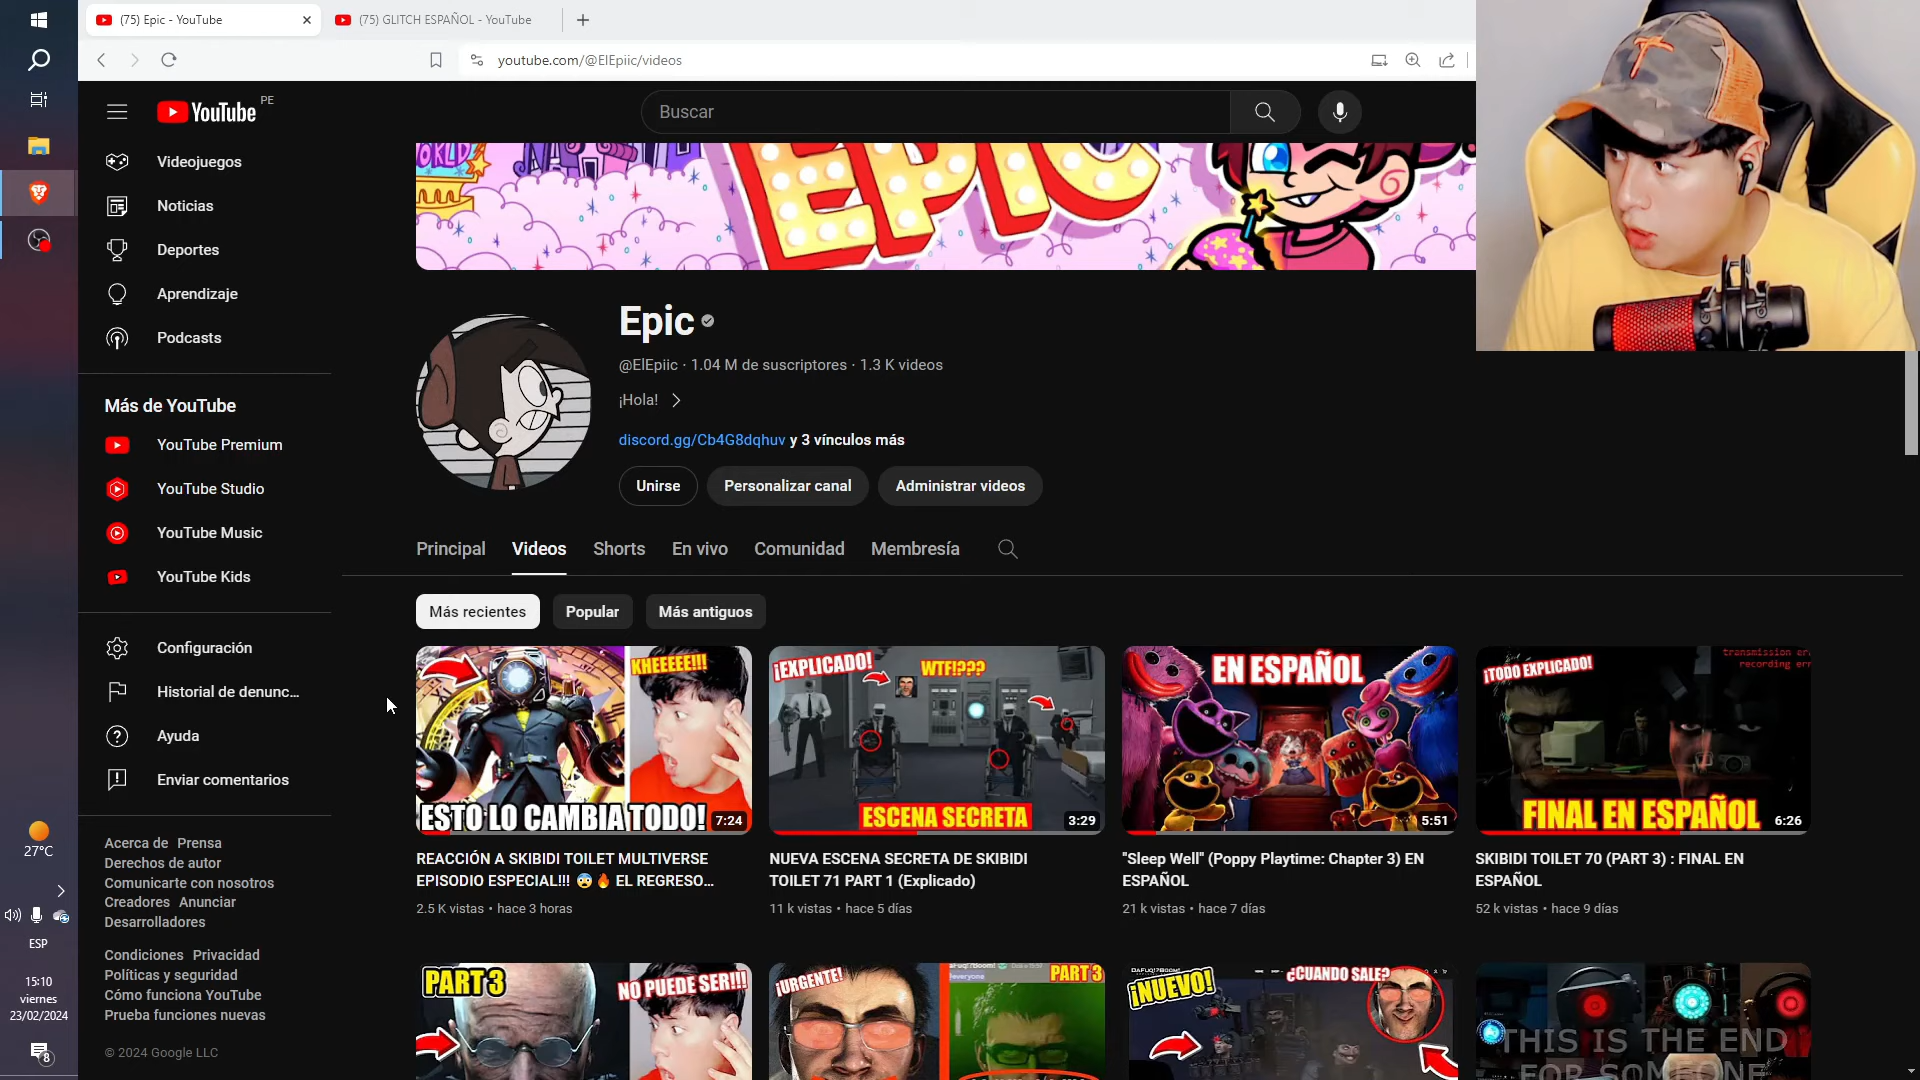 (75) Epic - YouTube
(75) GLITCH ESPAÑOL - YouTube
youtube.com/@ElEpiic/videos
YouTube PE
Buscar
Videojuegos
Noticias
Deportes
Aprendizaje
Podcasts
Más de YouTube
YouTube Premium
YouTube Studio
YouTube Music
YouTube Kids
Configuración
Historial de denunc...
Ayuda
Enviar comentarios
Acerca de Prensa
Derechos de autor
Comunicarte con nosotros
Creadores Anunciar
Desarrolladores
Condiciones Privacidad
Políticas y seguridad
Cómo funciona YouTube
Prueba funciones nuevas
© 2024 Google LLC
27°C
ESP
15:10
viernes
23/02/2024
8
EPIC
Epic
@ElEpiic · 1.04 M de suscriptores · 1.3 K videos
¡Hola!
discord.gg/Cb4G8dqhuv y 3 vínculos más
Unirse
Personalizar canal
Administrar videos
Principal
Videos
Shorts
En vivo
Comunidad
Membresía
Más recientes
Popular
Más antiguos
KHEEEEE!!!
ESTO LO CAMBIA TODO!
7:24
REACCIÓN A SKIBIDI TOILET MULTIVERSE
EPISODIO ESPECIAL!!! 😨🔥 EL REGRESO...
2.5 K vistas • hace 3 horas
¡EXPLICADO!
WTF!???
ESCENA SECRETA
3:29
NUEVA ESCENA SECRETA DE SKIBIDI
TOILET 71 PART 1 (Explicado)
11 k vistas • hace 5 días
EN ESPAÑOL
5:51
"Sleep Well" (Poppy Playtime: Chapter 3) EN
ESPAÑOL
21 k vistas • hace 7 días
¡TODO EXPLICADO!
FINAL EN ESPAÑOL
6:26
SKIBIDI TOILET 70 (PART 3) : FINAL EN
ESPAÑOL
52 k vistas • hace 9 días
PART 3
NO PUEDE SER!!!
¡URGENTE!
PART 3
¡NUEVO!
¿CUANDO SALE?
THIS IS THE END
FOR SOMEONE